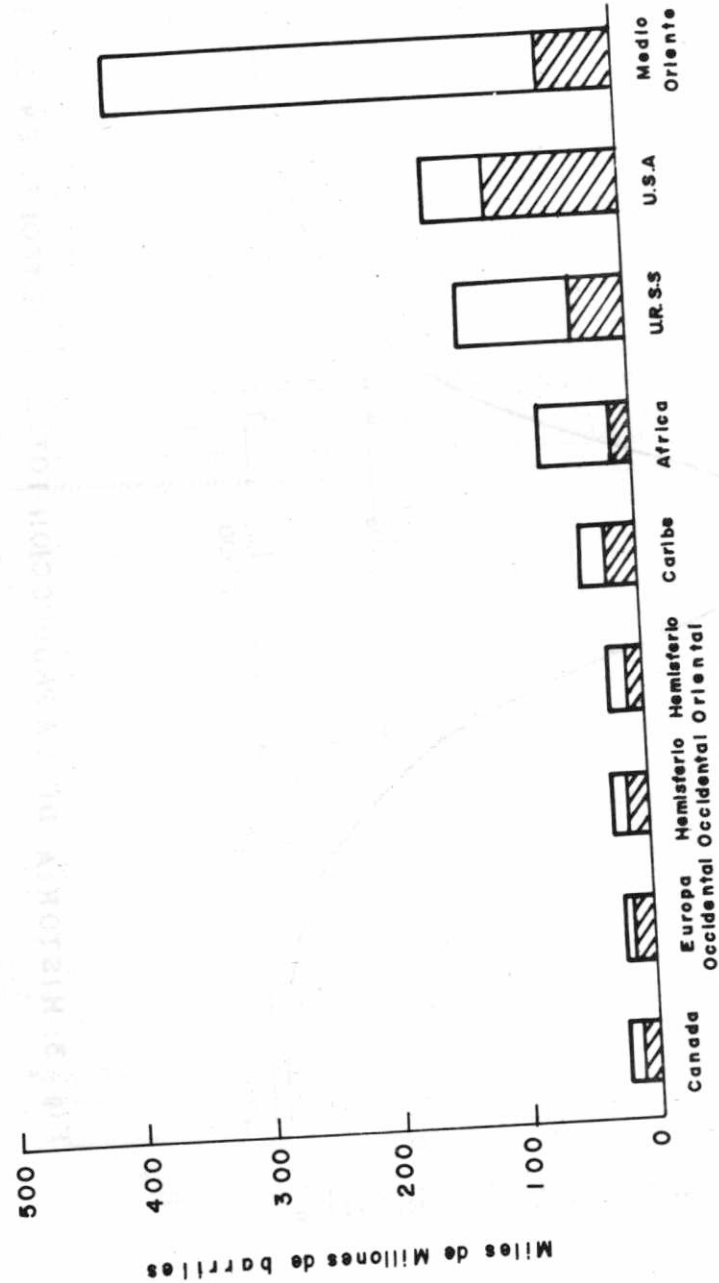 500
400
300
200
100
0
Miles de Millones de barriles
Canada
Europa
Occidental
Hemisferio
Occidental
Hemisferio
Oriental
Caribe
Africa
U.R.S.S
U.S.A
Medio
Oriente